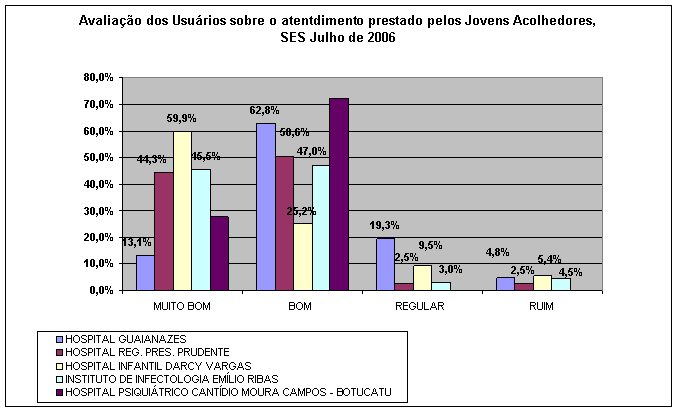 Avaliação dos Usuários sobre o atentdimento prestado pelos Jovens Acolhedores,
SES Julho de 2006
80,0%
70,0%
60,0%
50,0%
40,0%
30,0%
20,0%
10,0%
0,0%
13,1%
44,3%
59,9%
45,5%
62,8%
50,6%
25,2%
47,0%
19,3%
2,5%
9,5%
3,0%
4,8%
2,5%
5,4%
4,5%
MUITO BOM
BOM
REGULAR
RUIM
HOSPITAL GUAIANAZES
HOSPITAL REG. PRES. PRUDENTE
HOSPITAL INFANTIL DARCY VARGAS
INSTITUTO DE INFECTOLOGIA EMÍLIO RIBAS
HOSPITAL PSIQUIÁTRICO CANTÍDIO MOURA CAMPOS - BOTUCATU